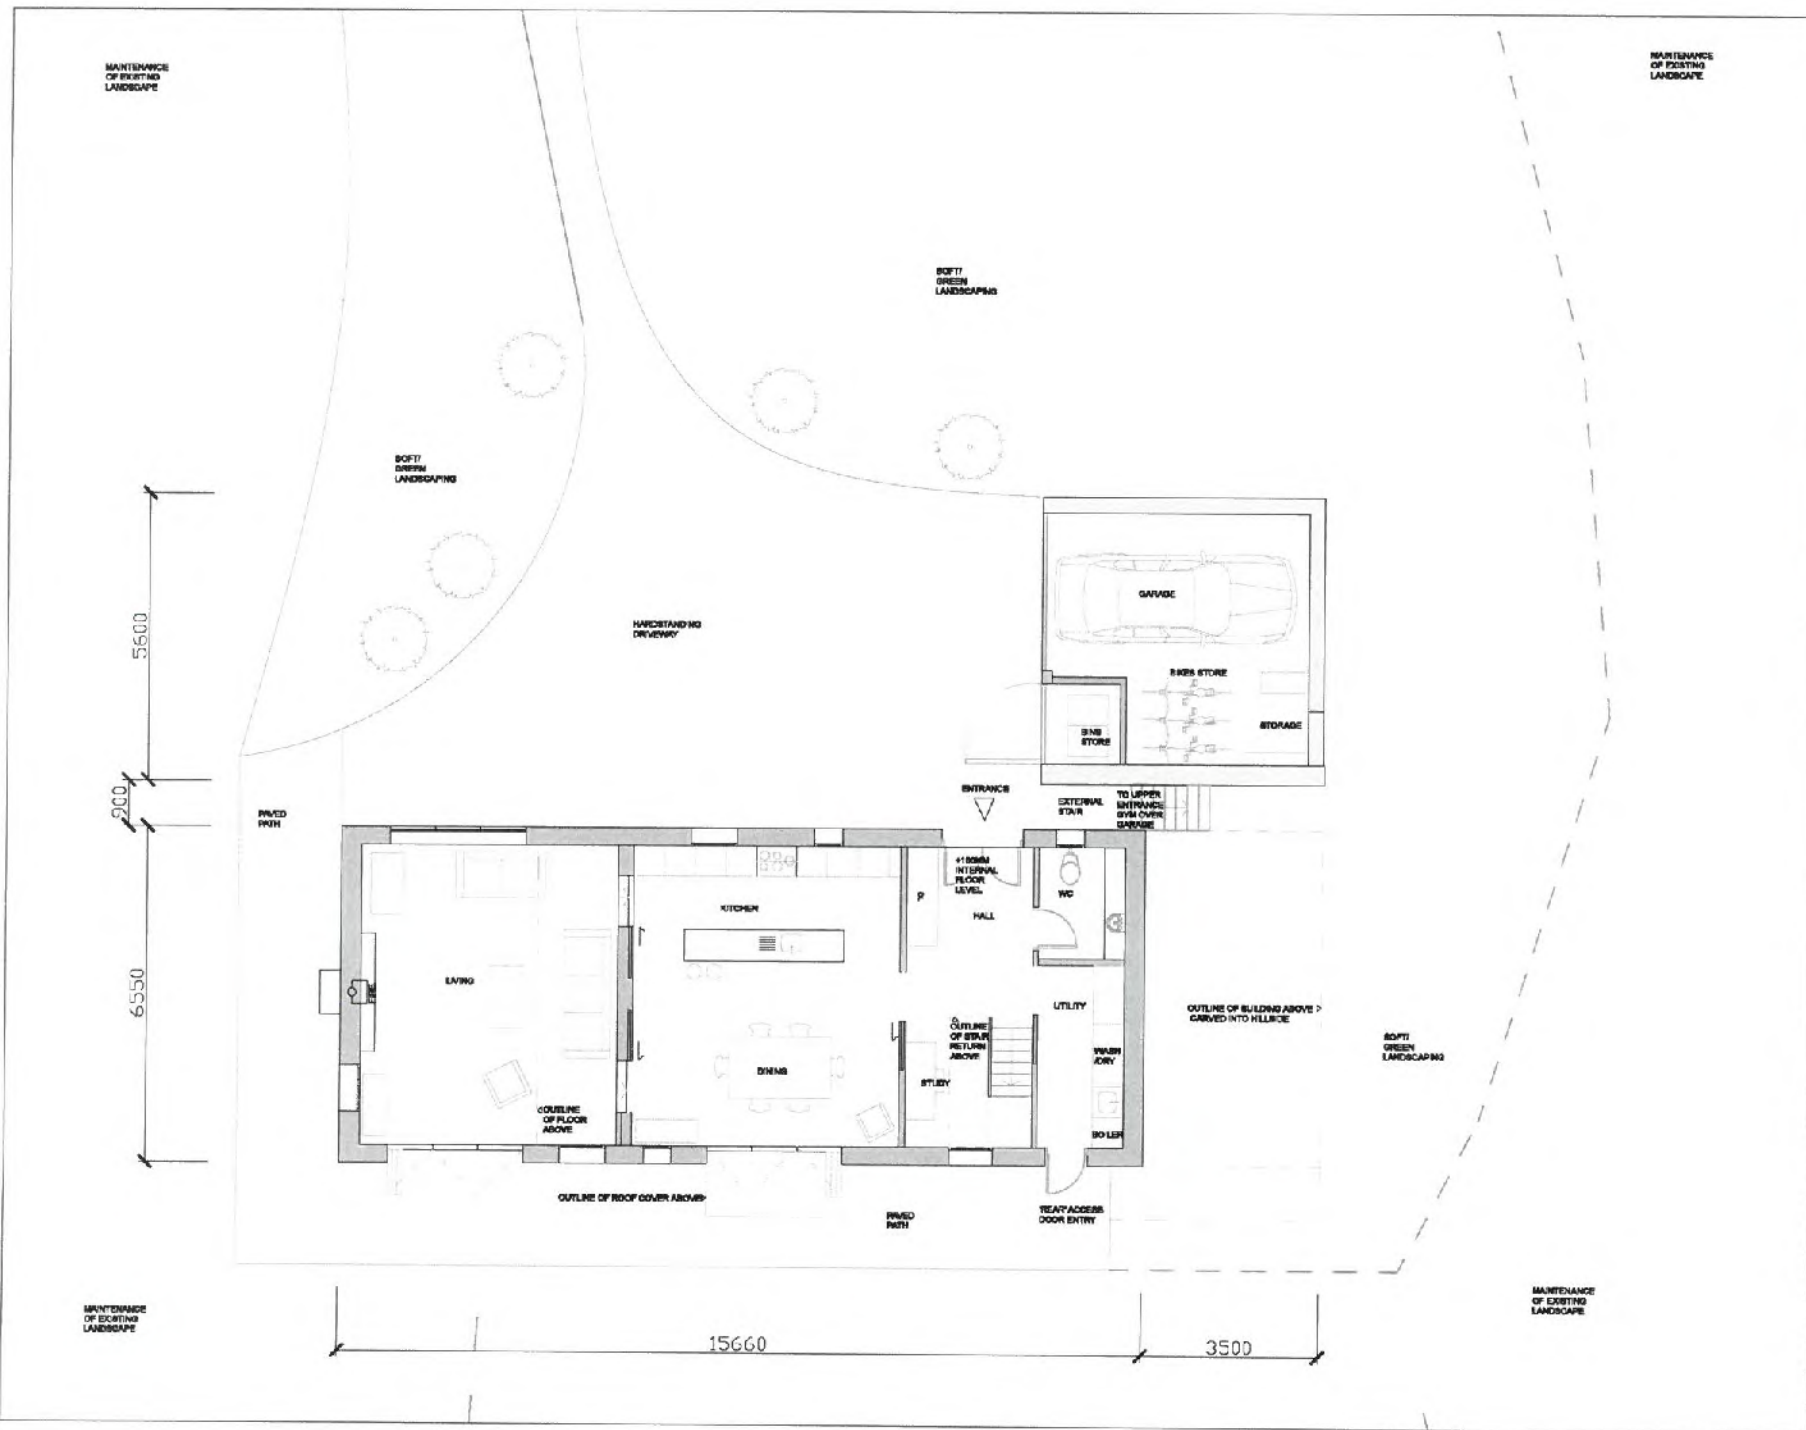 MAINTENANCE
OF EXISTING
LANDSCAPE
MAINTENANCE
OF EXISTING
LANDSCAPE
SOFT/
GREEN
LANDSCAPING
SOFT/
GREEN
LANDSCAPING
5600
GARAGE
HARDSTANDING
DRIVEWAY
BIKES STORE
STORAGE
BINS
STORE
900
PAVED
PATH
ENTRANCE
EXTERNAL
STAIR
TO UPPER
ENTRANCE
GYM OVER
GARAGE
+150MM
INTERNAL
FLOOR
LEVEL
HALL
WC
KITCHEN
LIVING
FIRE
6550
UTILITY
OUTLINE
OF STAIR
RETURN
ABOVE
OUTLINE OF BUILDING ABOVE >
CARVED INTO HILLSIDE
SOFT/
GREEN
LANDSCAPING
WASH
/DRY
DINING
STUDY
<OUTLINE
OF FLOOR
ABOVE
BOILER
OUTLINE OF ROOF COVER ABOVE>
PAVED
PATH
'REAR' ACCESS
DOOR ENTRY
MAINTENANCE
OF EXISTING
LANDSCAPE
MAINTENANCE
OF EXISTING
LANDSCAPE
15660
3500